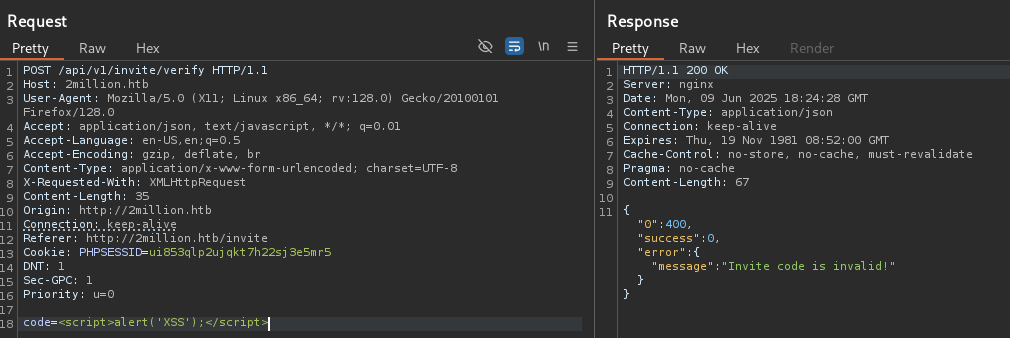 Request
Pretty Raw Hex
\n
1 POST /api/v1/invite/verify HTTP/1.1
2 Host: 2million.htb
3 User-Agent: Mozilla/5.0 (X11; Linux x86_64; rv:128.0) Gecko/20100101
Firefox/128.0
4 Accept: application/json, text/javascript, */*; q=0.01
5 Accept-Language: en-US,en;q=0.5
6 Accept-Encoding: gzip, deflate, br
7 Content-Type: application/x-www-form-urlencoded; charset=UTF-8
8 X-Requested-With: XMLHttpRequest
9 Content-Length: 35
10 Origin: http://2million.htb
11 Connection: keep-alive
12 Referer: http://2million.htb/invite
13 Cookie: PHPSESSID=ui853qlp2ujqkt7h22sj3e5mr5
14 DNT: 1
15 Sec-GPC: 1
16 Priority: u=0
17
18 code=<script>alert('XSS');</script>
Response
Pretty Raw Hex Render
1 HTTP/1.1 200 OK
2 Server: nginx
3 Date: Mon, 09 Jun 2025 18:24:28 GMT
4 Content-Type: application/json
5 Connection: keep-alive
6 Expires: Thu, 19 Nov 1981 08:52:00 GMT
7 Cache-Control: no-store, no-cache, must-revalidate
8 Pragma: no-cache
9 Content-Length: 67
10
11 {
"0":400,
"success":0,
"error":{
"message":"Invite code is invalid!"
}
}